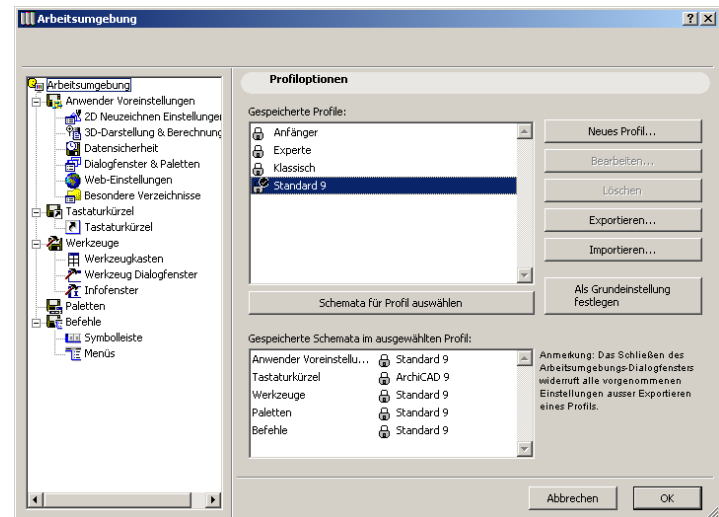 Arbeitsumgebung
Arbeitsumgebung
Anwender Voreinstellungen
2D Neuzeichnen Einstellunge
3D-Darstellung & Berechnung
Datensicherheit
Dialogfenster & Paletten
Web-Einstellungen
Besondere Verzeichnisse
Tastaturkürzel
Tastaturkürzel
Werkzeuge
Werkzeugkasten
Werkzeug Dialogfenster
Infofenster
Paletten
Befehle
Symbolleiste
Menüs
Profiloptionen
Gespeicherte Profile:
Anfänger
Experte
Klassisch
Standard 9
Neues Profil...
Bearbeiten...
Löschen
Exportieren...
Importieren...
Als Grundeinstellung
festlegen
Schemata für Profil auswählen
Gespeicherte Schemata im ausgewählten Profil:
Anwender Voreinstellu... Standard 9
Tastaturkürzel ArchiCAD 9
Werkzeuge Standard 9
Paletten Standard 9
Befehle Standard 9
Anmerkung: Das Schließen des
Arbeitsumgebungs-Dialogfensters
widerruft alle vorgenommenen
Einstellungen ausser Exportieren
eines Profils.
Abbrechen
OK